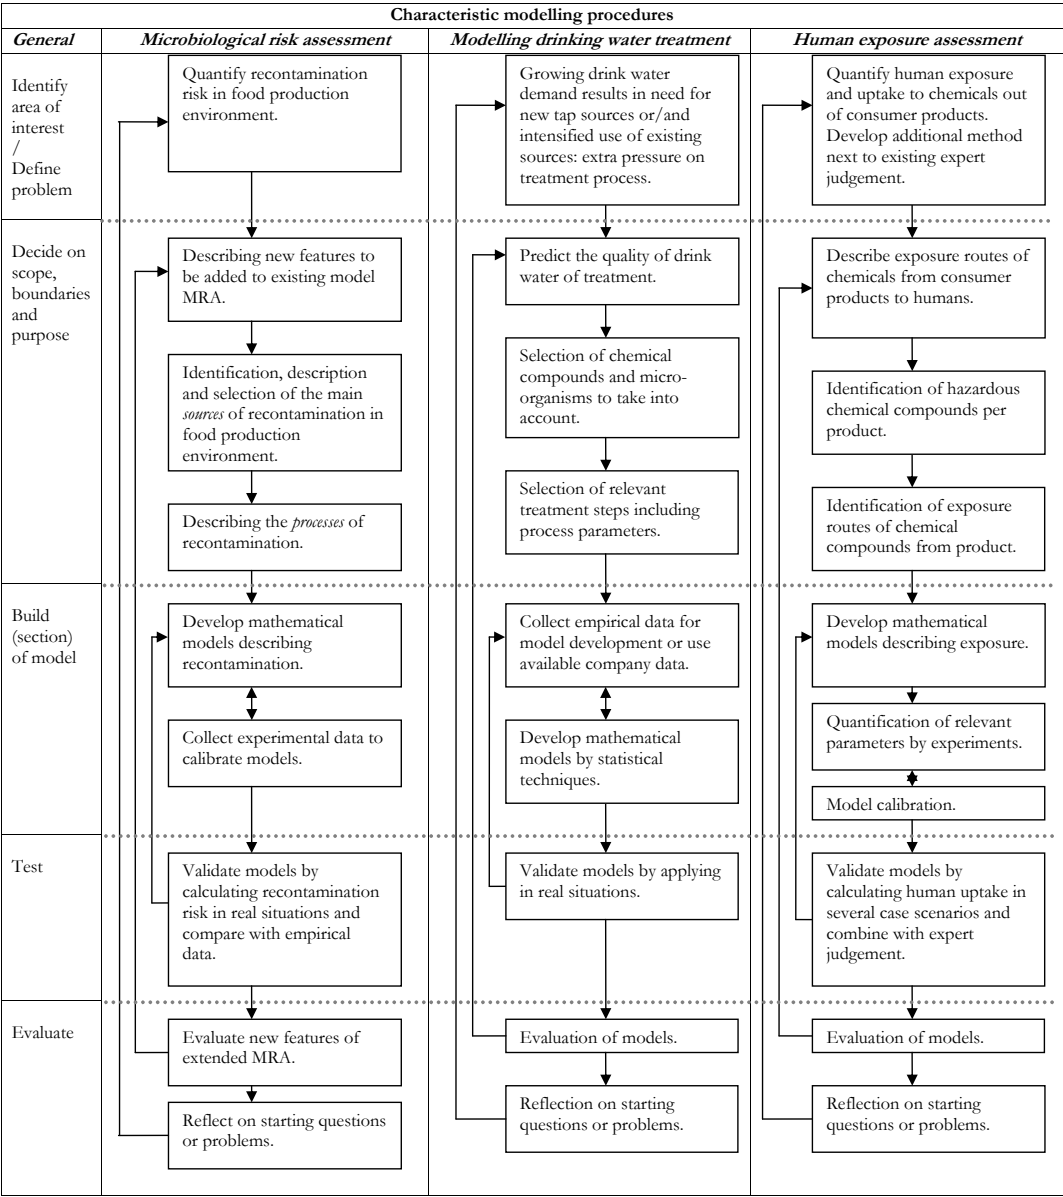 Characteristic modelling procedures
General
Microbiological risk assessment
Modelling drinking water treatment
Human exposure assessment
Identify
area of
interest
/
Define
problem
Quantify recontamination
risk in food production
environment.
Growing drink water
demand results in need for
new tap sources or/and
intensified use of existing
sources: extra pressure on
treatment process.
Quantify human exposure
and uptake to chemicals out
of consumer products.
Develop additional method
next to existing expert
judgement.
Decide on
scope,
boundaries
and
purpose
Describing new features to
be added to existing model
MRA.
Identification, description
and selection of the main
sources of recontamination in
food production
environment.
Describing the processes of
recontamination.
Predict the quality of drink
water of treatment.
Selection of chemical
compounds and micro-
organisms to take into
account.
Selection of relevant
treatment steps including
process parameters.
Describe exposure routes of
chemicals from consumer
products to humans.
Identification of hazardous
chemical compounds per
product.
Identification of exposure
routes of chemical
compounds from product.
Build
(section)
of model
Develop mathematical
models describing
recontamination.
Collect experimental data to
calibrate models.
Collect empirical data for
model development or use
available company data.
Develop mathematical
models by statistical
techniques.
Develop mathematical
models describing exposure.
Quantification of relevant
parameters by experiments.
Model calibration.
Test
Validate models by
calculating recontamination
risk in real situations and
compare with empirical
data.
Validate models by applying
in real situations.
Validate models by
calculating human uptake in
several case scenarios and
combine with expert
judgement.
Evaluate
Evaluate new features of
extended MRA.
Reflect on starting questions
or problems.
Evaluation of models.
Reflection on starting
questions or problems.
Evaluation of models.
Reflection on starting
questions or problems.